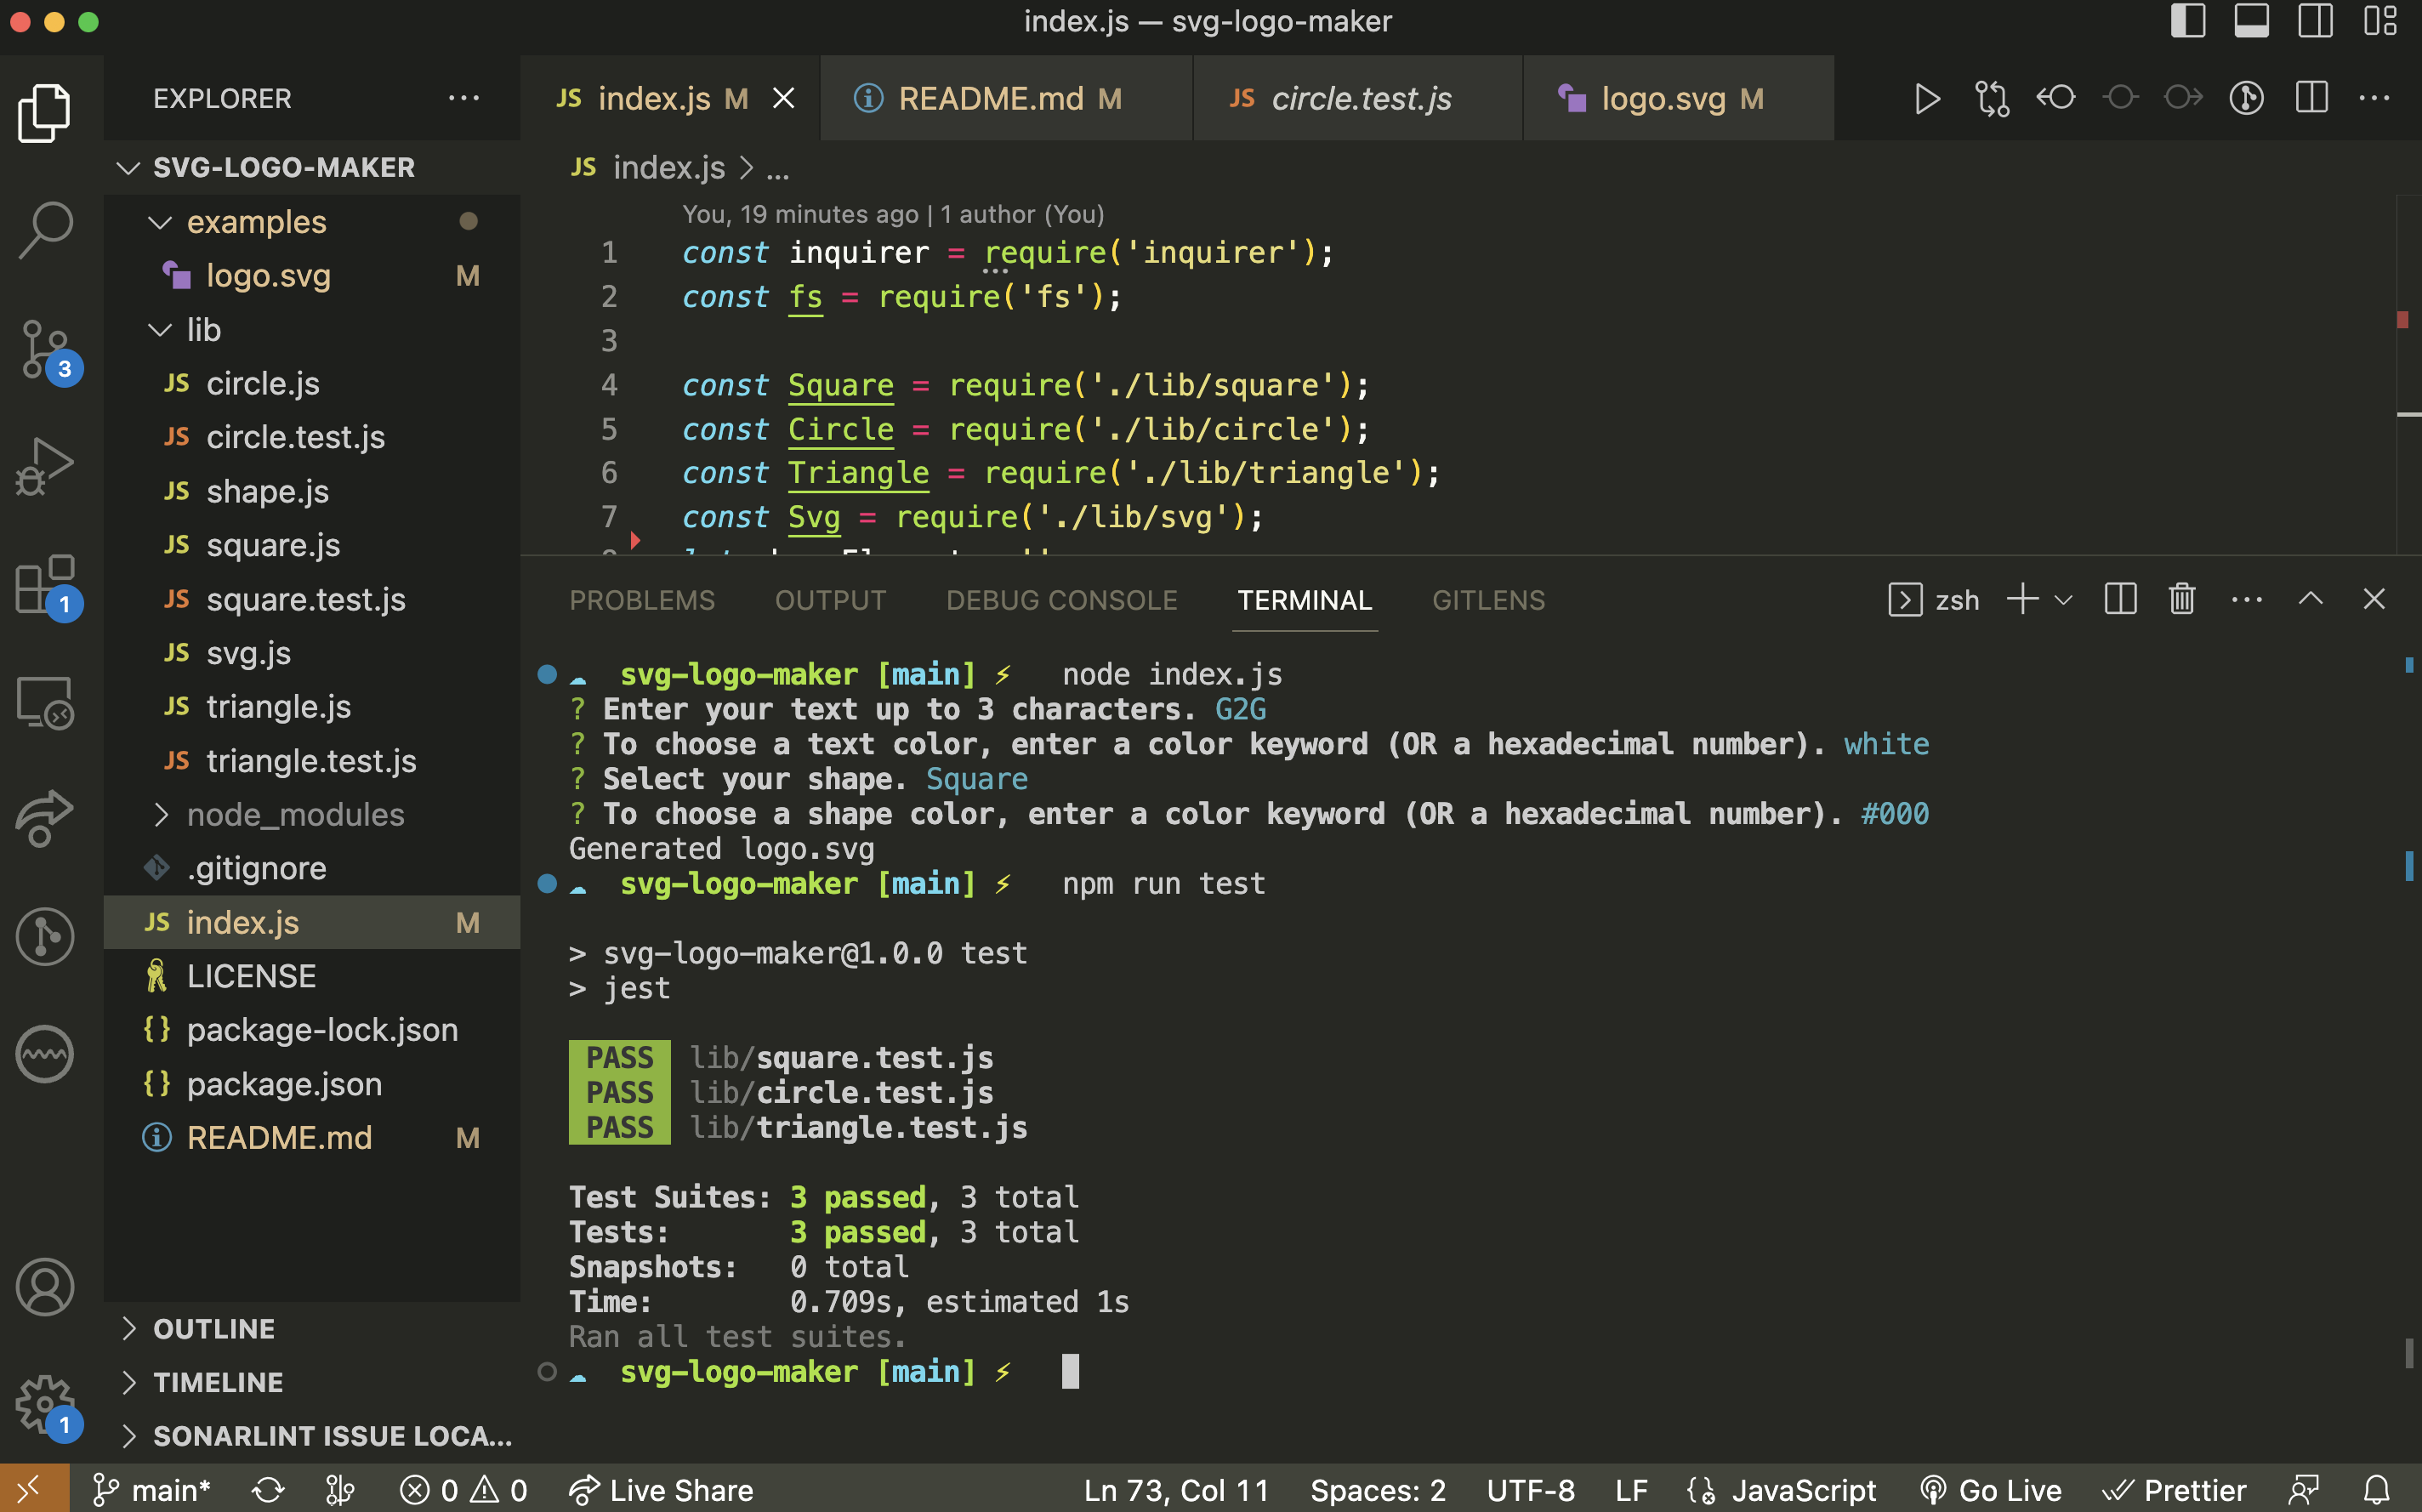 index.js — svg-logo-maker
EXPLORER
SVG-LOGO-MAKER
examples
logo.svg M
lib
JS circle.js
JS circle.test.js
JS shape.js
JS square.js
JS square.test.js
JS svg.js
JS triangle.js
JS triangle.test.js
node_modules
.gitignore
JS index.js M
LICENSE
{} package-lock.json
{} package.json
README.md M
OUTLINE
TIMELINE
SONARLINT ISSUE LOCA...
3
1
1
JS index.js M
README.md M
JS circle.test.js
logo.svg M
JS index.js > ...
You, 19 minutes ago | 1 author (You)
1 const inquirer = require('inquirer');
2 const fs = require('fs');
3
4 const Square = require('./lib/square');
5 const Circle = require('./lib/circle');
6 const Triangle = require('./lib/triangle');
7 const Svg = require('./lib/svg');
PROBLEMS OUTPUT DEBUG CONSOLE TERMINAL GITLENS
zsh
svg-logo-maker [main] ⚡ node index.js
? Enter your text up to 3 characters. G2G
? To choose a text color, enter a color keyword (OR a hexadecimal number). white
? Select your shape. Square
? To choose a shape color, enter a color keyword (OR a hexadecimal number). #000
Generated logo.svg
svg-logo-maker [main] ⚡ npm run test
> svg-logo-maker@1.0.0 test
> jest
PASS lib/square.test.js
PASS lib/circle.test.js
PASS lib/triangle.test.js
Test Suites: 3 passed, 3 total
Tests: 3 passed, 3 total
Snapshots: 0 total
Time: 0.709s, estimated 1s
Ran all test suites.
svg-logo-maker [main] ⚡
main* 0 0 Live Share Ln 73, Col 11 Spaces: 2 UTF-8 LF JavaScript Go Live Prettier